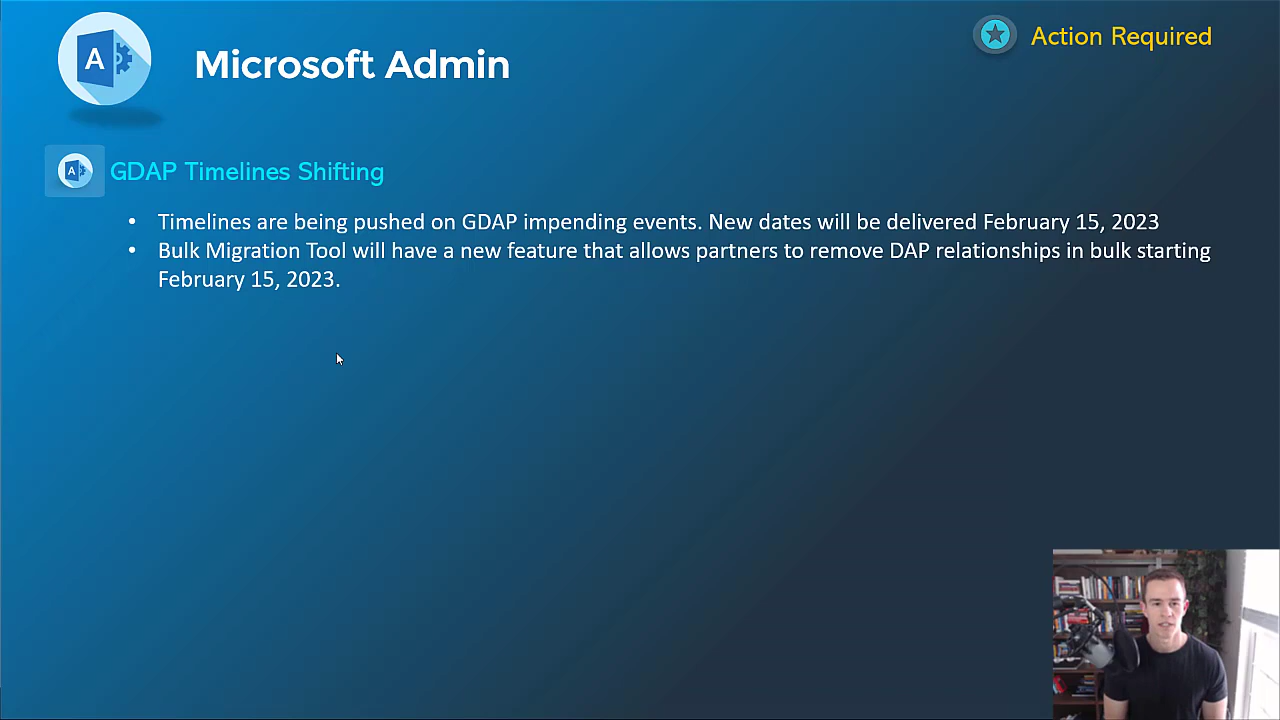 A
Microsoft Admin
Action Required
A
GDAP Timelines Shifting
• Timelines are being pushed on GDAP impending events. New dates will be delivered February 15, 2023
• Bulk Migration Tool will have a new feature that allows partners to remove DAP relationships in bulk starting
February 15, 2023.